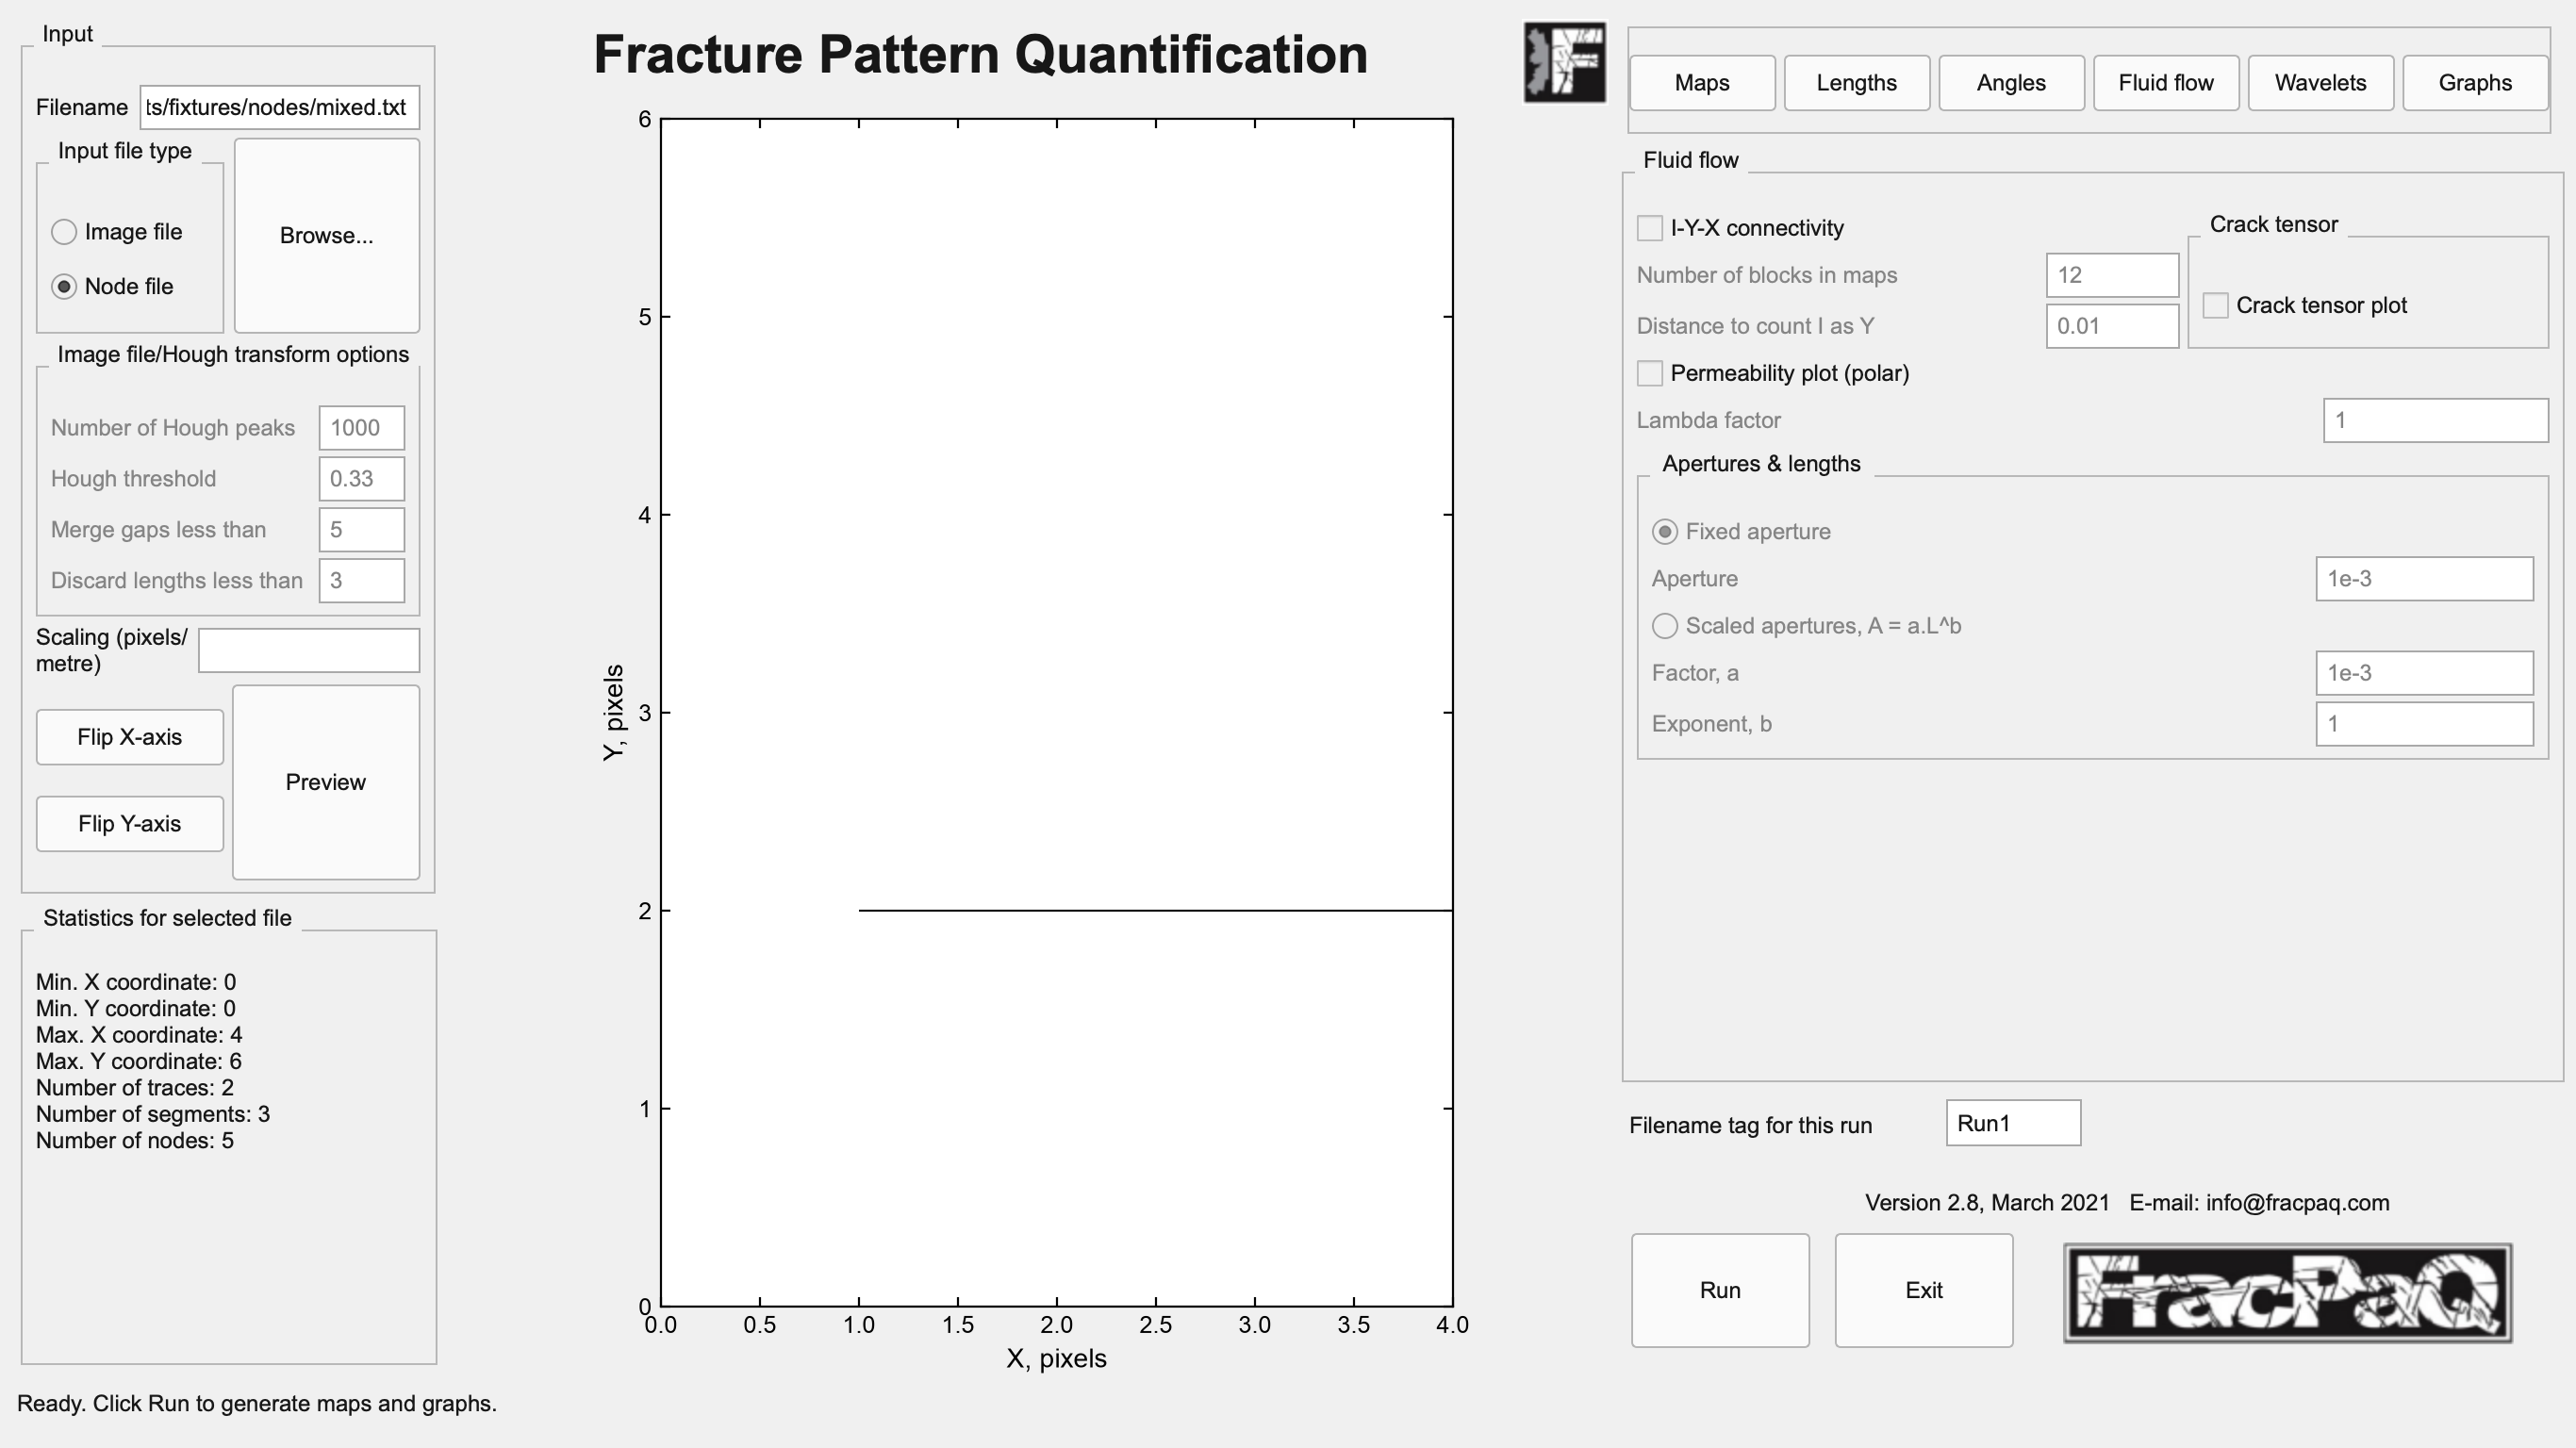 Input
Filename
ts/fixtures/nodes/mixed.txt
Input file type
Image file
Node file
Browse...
Image file/Hough transform options
Number of Hough peaks 1000
Hough threshold 0.33
Merge gaps less than 5
Discard lengths less than 3
Scaling (pixels/
metre)
Flip X-axis
Flip Y-axis
Preview
Statistics for selected file
Min. X coordinate: 0
Min. Y coordinate: 0
Max. X coordinate: 4
Max. Y coordinate: 6
Number of traces: 2
Number of segments: 3
Number of nodes: 5
Ready. Click Run to generate maps and graphs.
Fracture Pattern Quantification
6
5
4
3
2
1
0
Y, pixels
0.0 0.5 1.0 1.5 2.0 2.5 3.0 3.5 4.0
X, pixels
F
Maps Lengths Angles Fluid flow Wavelets Graphs
Fluid flow
I-Y-X connectivity
Number of blocks in maps 12
Distance to count I as Y 0.01
Crack tensor
Crack tensor plot
Permeability plot (polar)
Lambda factor 1
Apertures & lengths
Fixed aperture
Aperture 1e-3
Scaled apertures, A = a.L^b
Factor, a 1e-3
Exponent, b 1
Filename tag for this run Run1
Version 2.8, March 2021 E-mail: info@fracpaq.com
Run Exit
FracPaQ